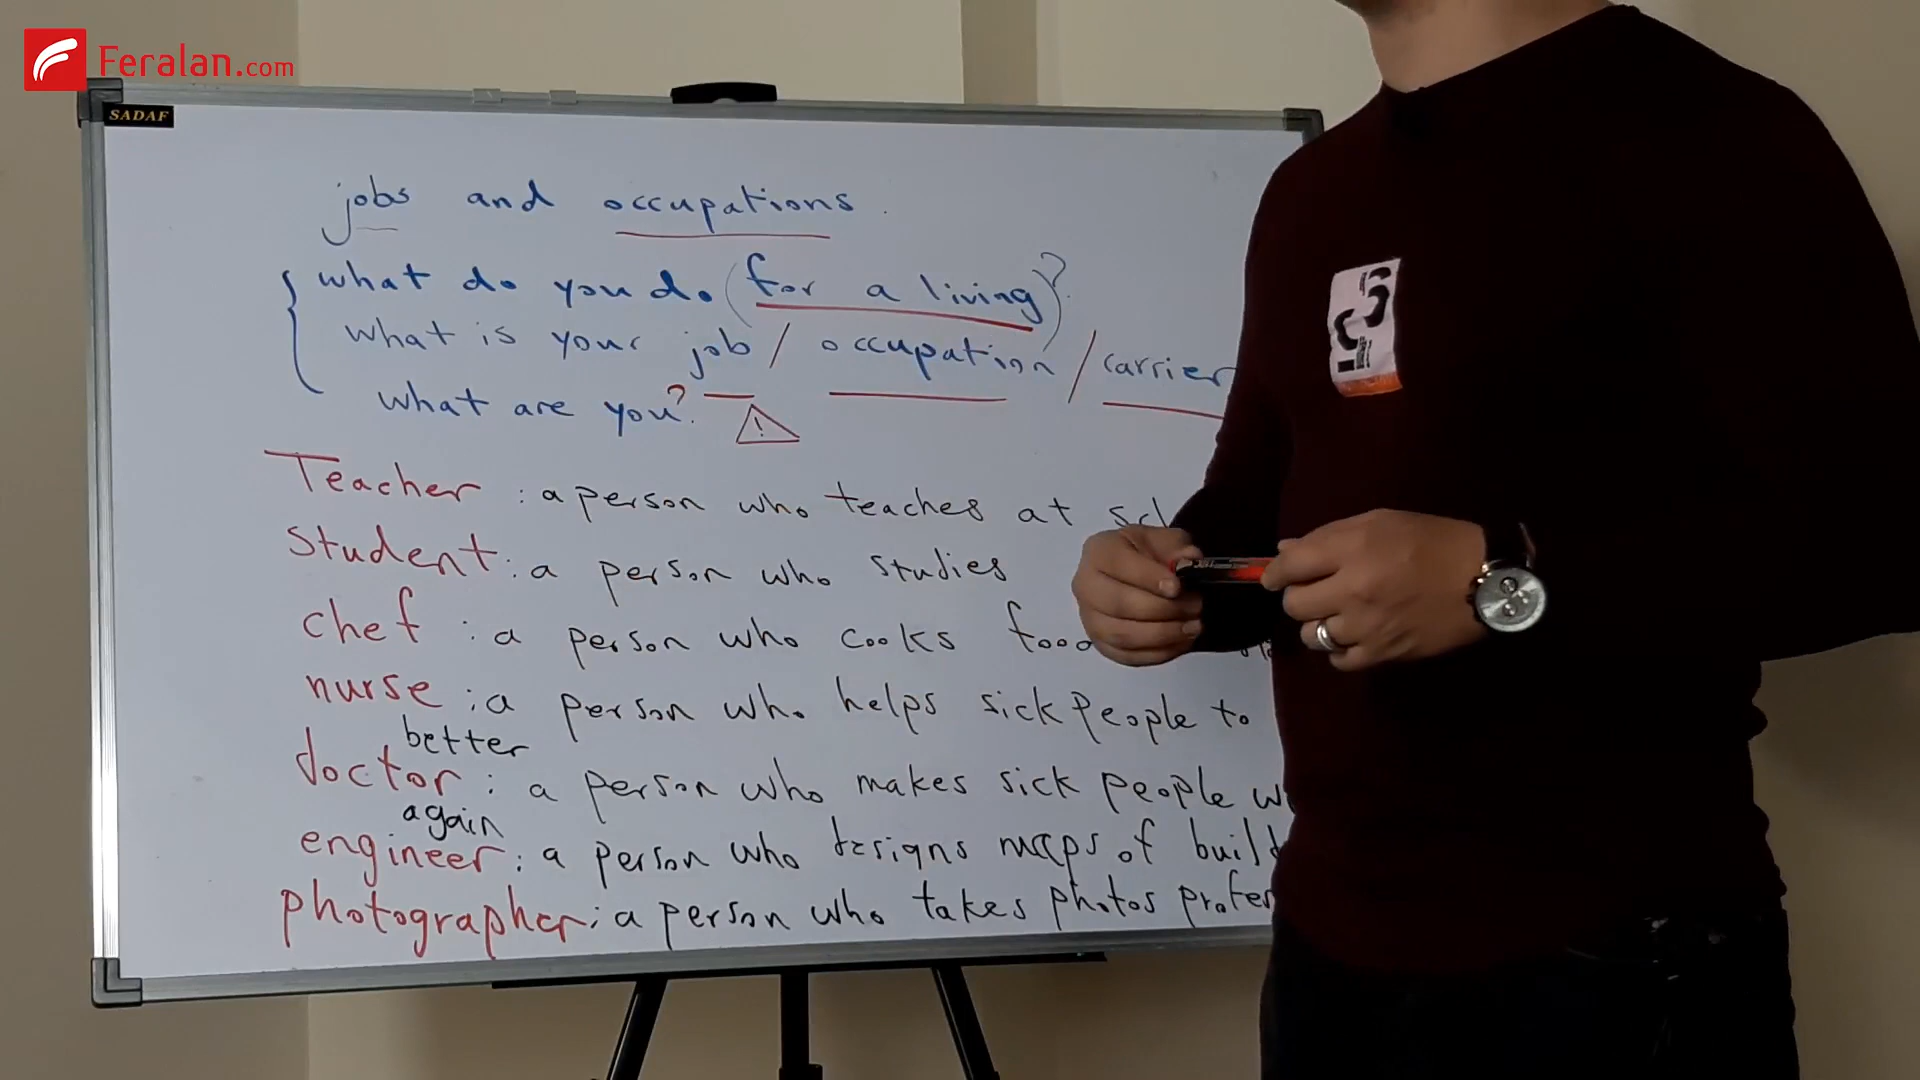 Feralan.com
SADAF
jobs and occupations.
what do you do (for a living)?
what is your job / occupation / carrier
what are you? !
Teacher : a person who teaches at
student : a person who studies
chef : a person who cooks
nurse : a person who helps sick people to
better
doctor : a person who makes sick people
again
engineer : a person who designs maps of
photographer : a person who takes photos